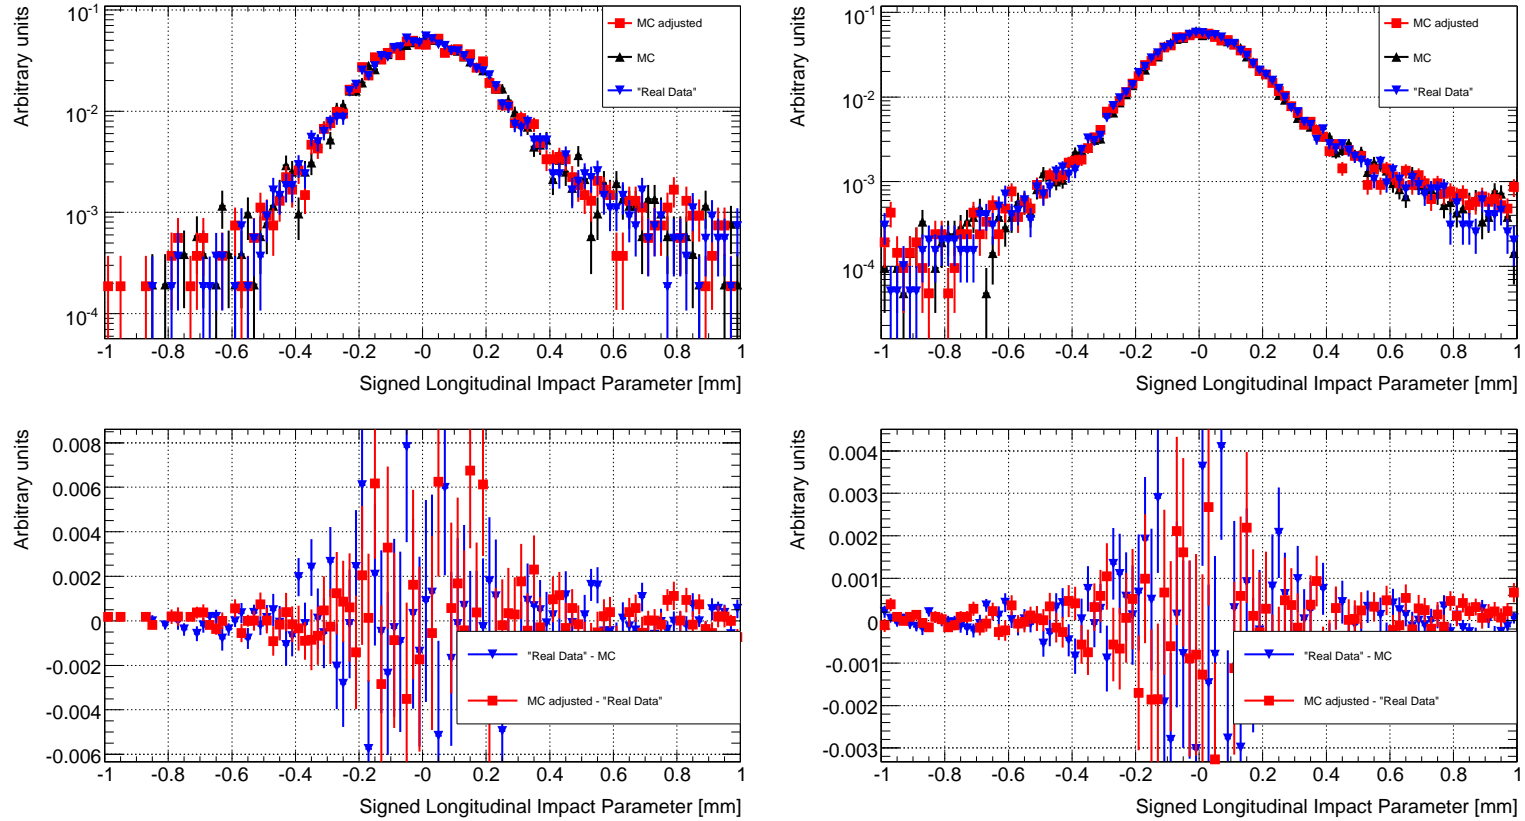 Arbitrary units
10^-1
10^-2
10^-3
10^-4
MC adjusted
MC
"Real Data"
-1 -0.8 -0.6 -0.4 -0.2 -0 0.2 0.4 0.6 0.8 1
Signed Longitudinal Impact Parameter [mm]
Arbitrary units
10^-1
10^-2
10^-3
10^-4
MC adjusted
MC
"Real Data"
-1 -0.8 -0.6 -0.4 -0.2 -0 0.2 0.4 0.6 0.8 1
Signed Longitudinal Impact Parameter [mm]
Arbitrary units
0.008
0.006
0.004
0.002
0
-0.002
-0.004
-0.006
"Real Data" - MC
MC adjusted - "Real Data"
-1 -0.8 -0.6 -0.4 -0.2 -0 0.2 0.4 0.6 0.8 1
Signed Longitudinal Impact Parameter [mm]
Arbitrary units
0.004
0.003
0.002
0.001
0
-0.001
-0.002
-0.003
"Real Data" - MC
MC adjusted - "Real Data"
-1 -0.8 -0.6 -0.4 -0.2 -0 0.2 0.4 0.6 0.8 1
Signed Longitudinal Impact Parameter [mm]